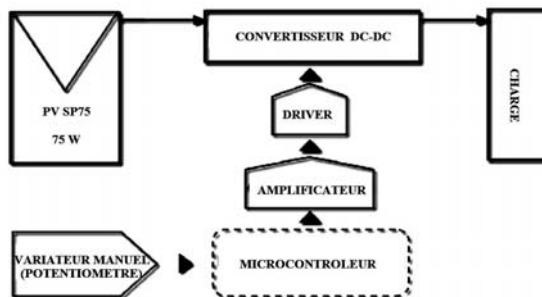 CONVERTISSEUR DC-DC
PV SP75
75 W
CHARGE
DRIVER
AMPLIFICATEUR
VARIATEUR MANUEL
(POTENTIOMETRE)
MICROCONTROLEUR